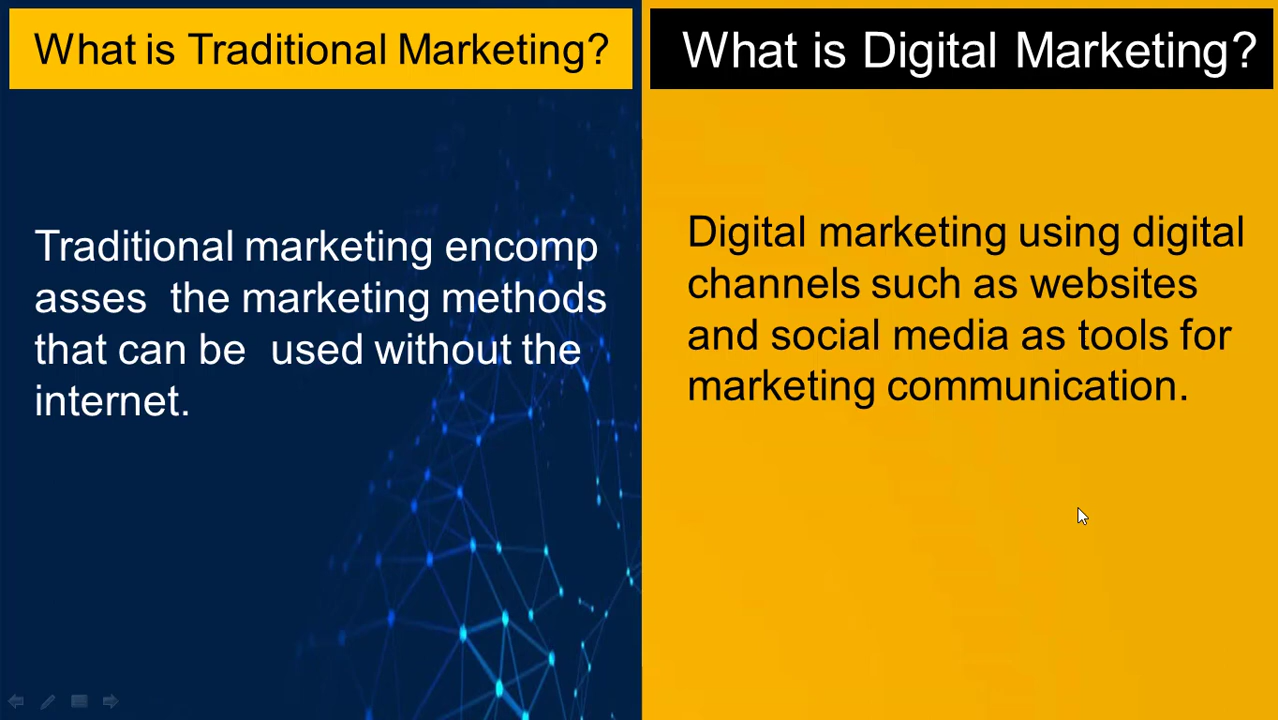 What is Traditional Marketing?
Traditional marketing encomp
asses the marketing methods
that can be used without the
internet.
What is Digital Marketing?
Digital marketing using digital
channels such as websites
and social media as tools for
marketing communication.